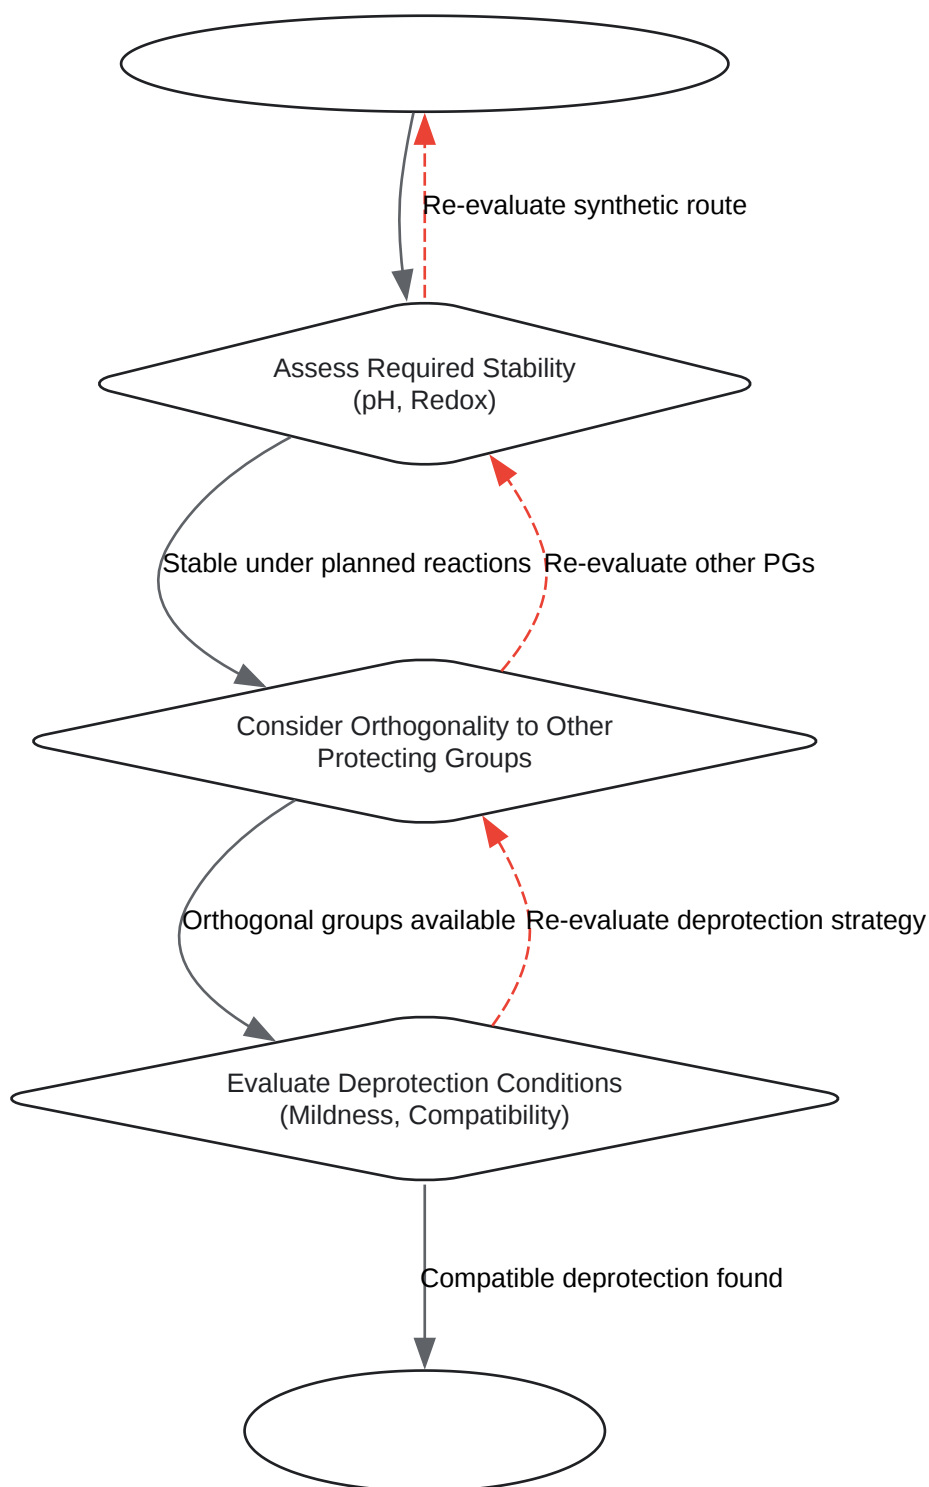 Re-evaluate synthetic route
Assess Required Stability
(pH, Redox)
Stable under planned reactions
Re-evaluate other PGs
Consider Orthogonality to Other
Protecting Groups
Orthogonal groups available
Re-evaluate deprotection strategy
Evaluate Deprotection Conditions
(Mildness, Compatibility)
Compatible deprotection found